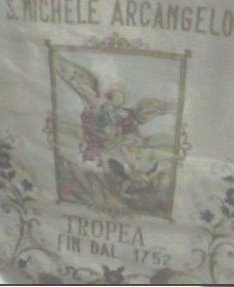 S. MICHELE ARCANGELO
TROPEA
FIN DAL 1752